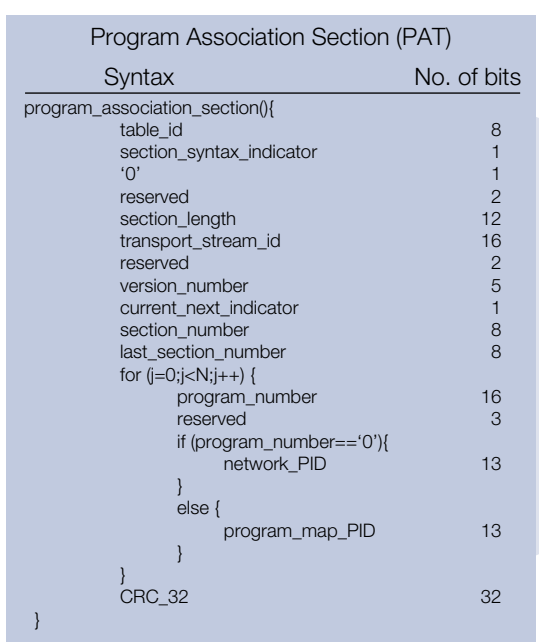 Program Association Section (PAT)
Syntax No. of bits
program_association_section(){
table_id 8
section_syntax_indicator 1
‘0’ 1
reserved 2
section_length 12
transport_stream_id 16
reserved 2
version_number 5
current_next_indicator 1
section_number 8
last_section_number 8
for (j=0;j<N;j++) {
program_number 16
reserved 3
if (program_number==‘0’){
network_PID 13
}
else {
program_map_PID 13
}
}
CRC_32 32
}